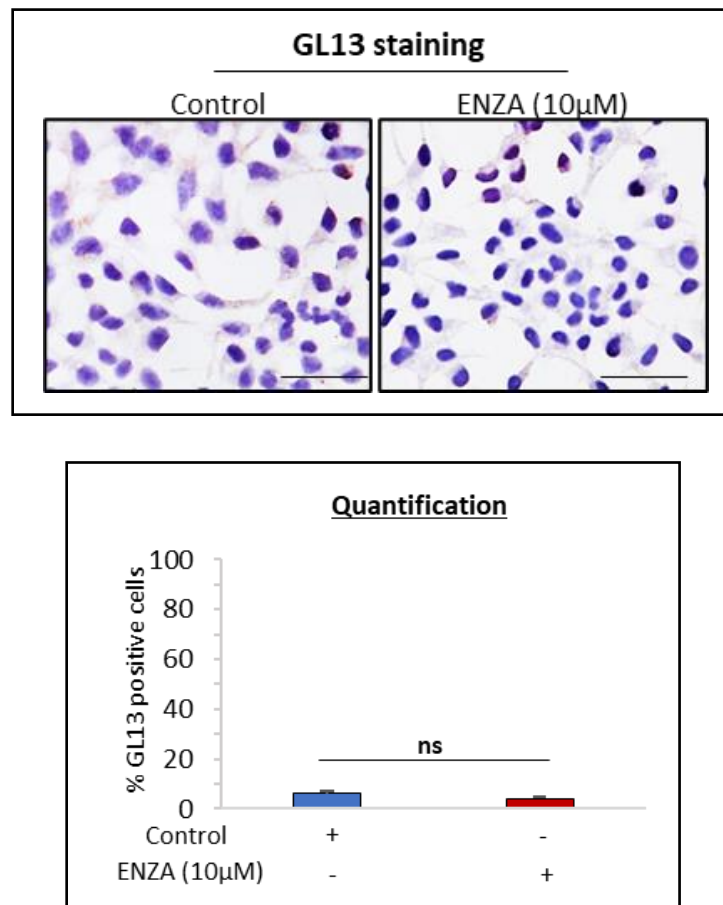 GL13 staining
Control ENZA (10µM)
Quantification
% GL13 positive cells
100
80
60
40
20
0
ns
Control + -
ENZA (10µM) - +